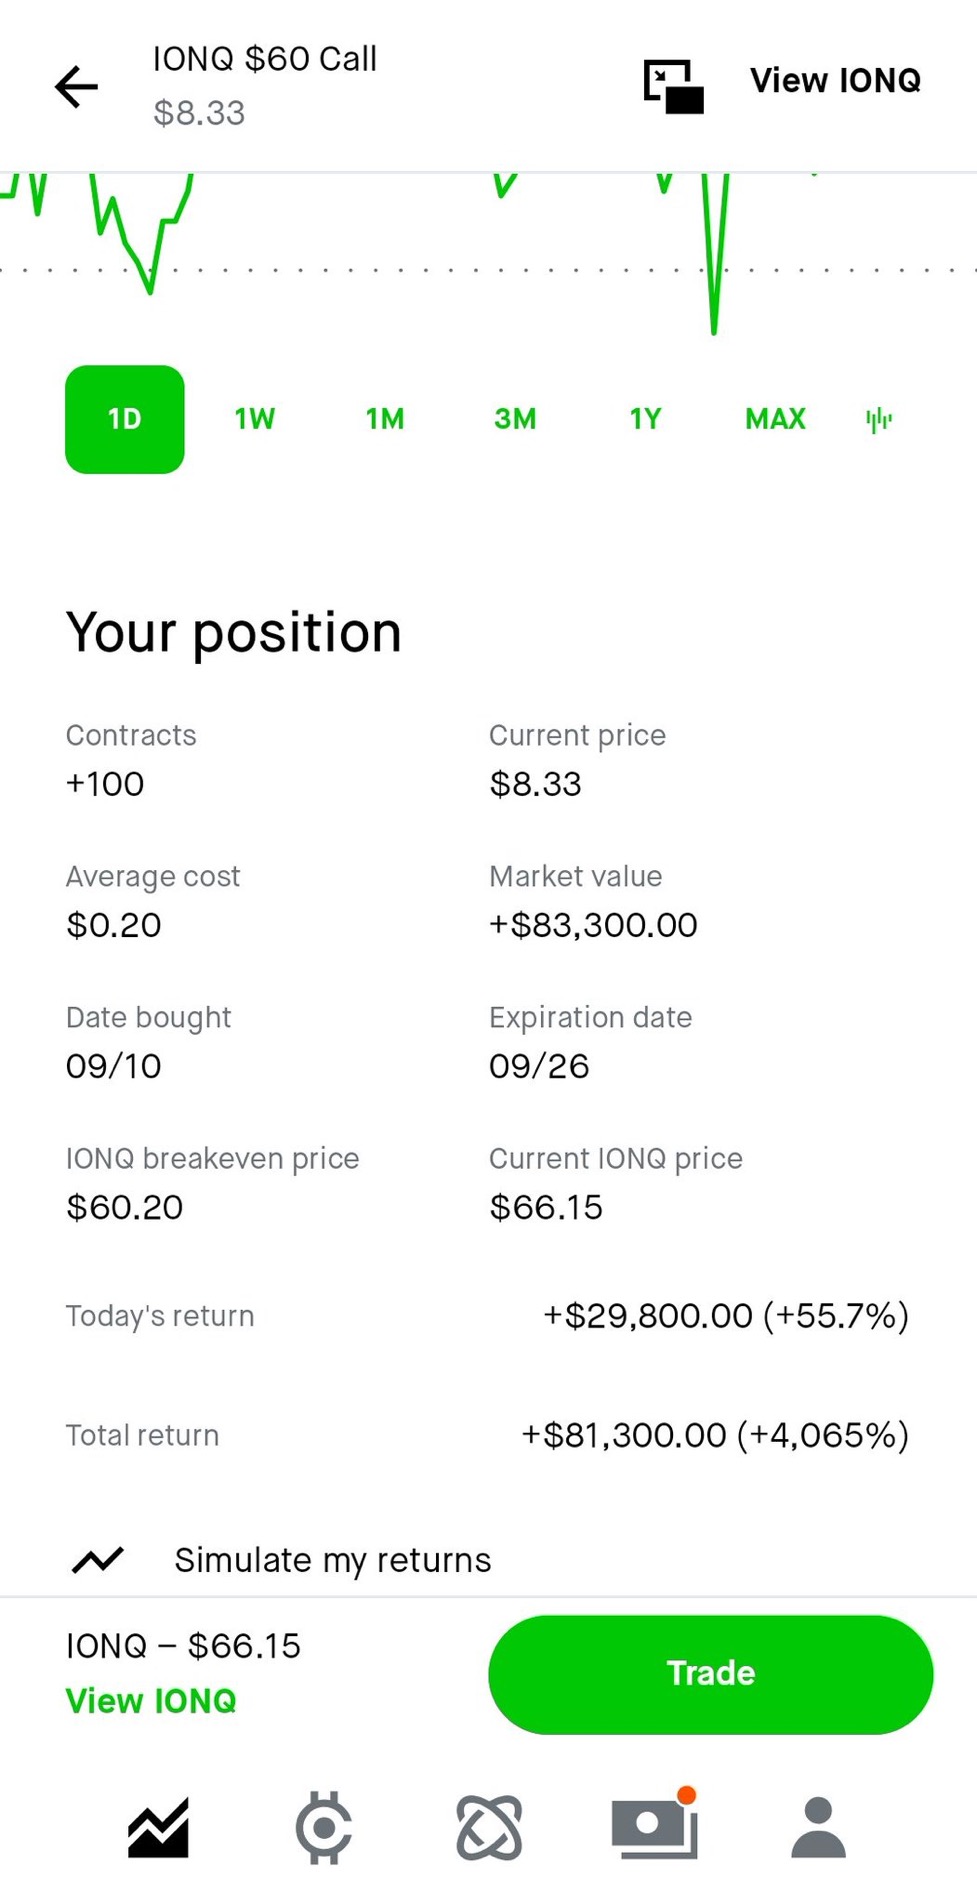 IONQ $60 Call
$8.33
View IONQ
1D 1W 1M 3M 1Y MAX
Your position
Contracts Current price
+100 $8.33
Average cost Market value
$0.20 +$83,300.00
Date bought Expiration date
09/10 09/26
IONQ breakeven price Current IONQ price
$60.20 $66.15
Today's return +$29,800.00 (+55.7%)
Total return +$81,300.00 (+4,065%)
Simulate my returns
IONQ – $66.15
View IONQ
Trade